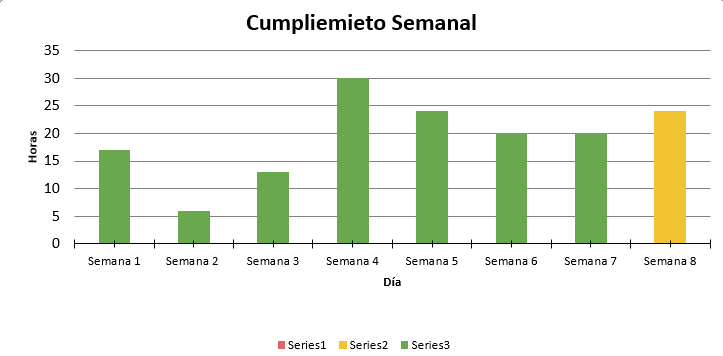 Cumpliemieto Semanal
35
30
25
20
15
10
5
0
Horas
Semana 1 Semana 2 Semana 3 Semana 4 Semana 5 Semana 6 Semana 7 Semana 8
Día
Series1 Series2 Series3